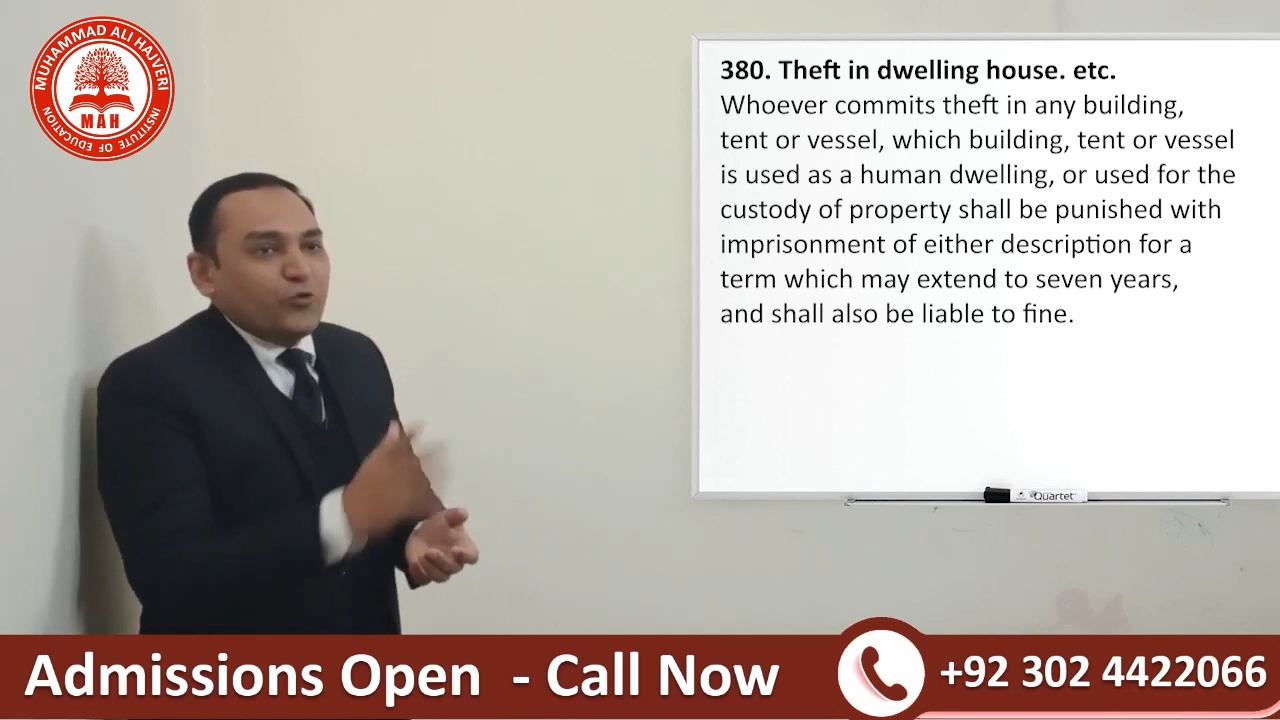 MUHAMMAD ALI HAJVERI
INSTITUTE OF EDUCATION
MAH
380. Theft in dwelling house. etc.
Whoever commits theft in any building,
tent or vessel, which building, tent or vessel
is used as a human dwelling, or used for the
custody of property shall be punished with
imprisonment of either description for a
term which may extend to seven years,
and shall also be liable to fine.
Quartet
Admissions Open - Call Now
+92 302 4422066